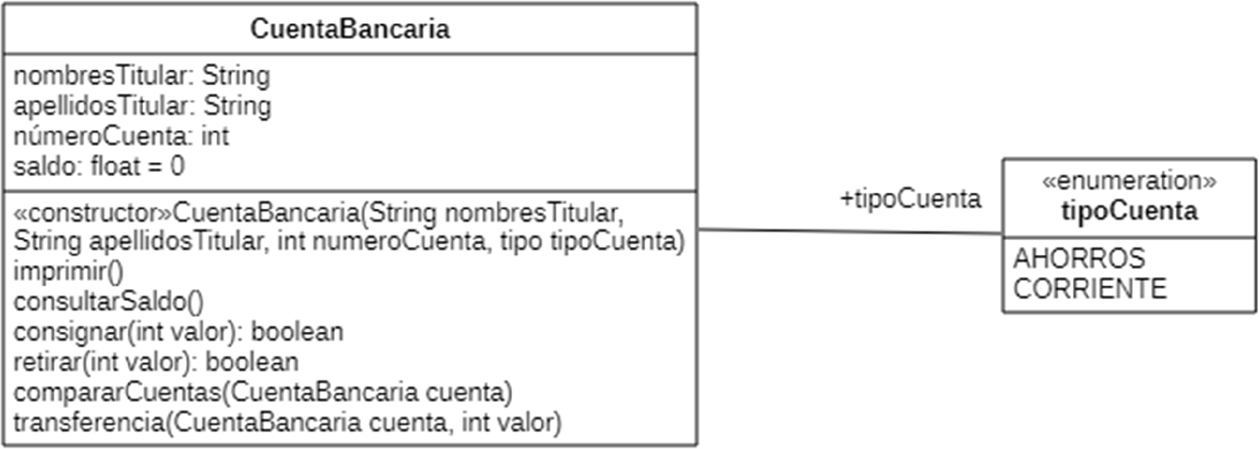 CuentaBancaria
nombresTitular: String
apellidosTitular: String
númeroCuenta: int
saldo: float = 0
«constructor»CuentaBancaria(String nombresTitular,
String apellidosTitular, int numeroCuenta, tipo tipoCuenta)
imprimir()
consultarSaldo()
consignar(int valor): boolean
retirar(int valor): boolean
compararCuentas(CuentaBancaria cuenta)
transferencia(CuentaBancaria cuenta, int valor)
+tipoCuenta
«enumeration»
tipoCuenta
AHORROS
CORRIENTE